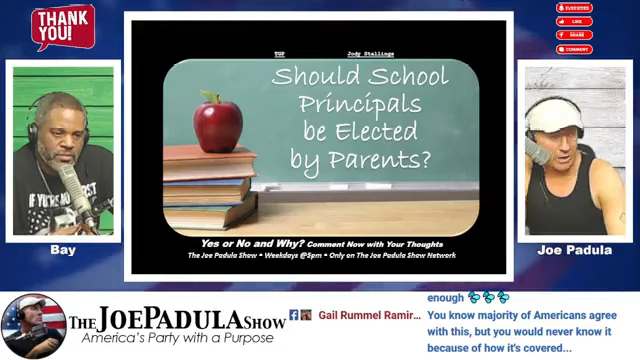 THANK
YOU!
SUBSCRIBE
LIKE
SHARE
COMMENT
TGP
Jody Stallings
Should School
Principals
be Elected
by Parents?
IF YOU'RE
Bay
Joe Padula
Yes or No and Why? Comment Now with Your Thoughts
The Joe Padula Show • Weekdays @5pm • Only on The Joe Padula Show Network
THE JOEPADULASHOW
America's Party with a Purpose
Gail Rummel Ramir...
enough
You know majority of Americans agree
with this, but you would never know it
because of how it's covered...